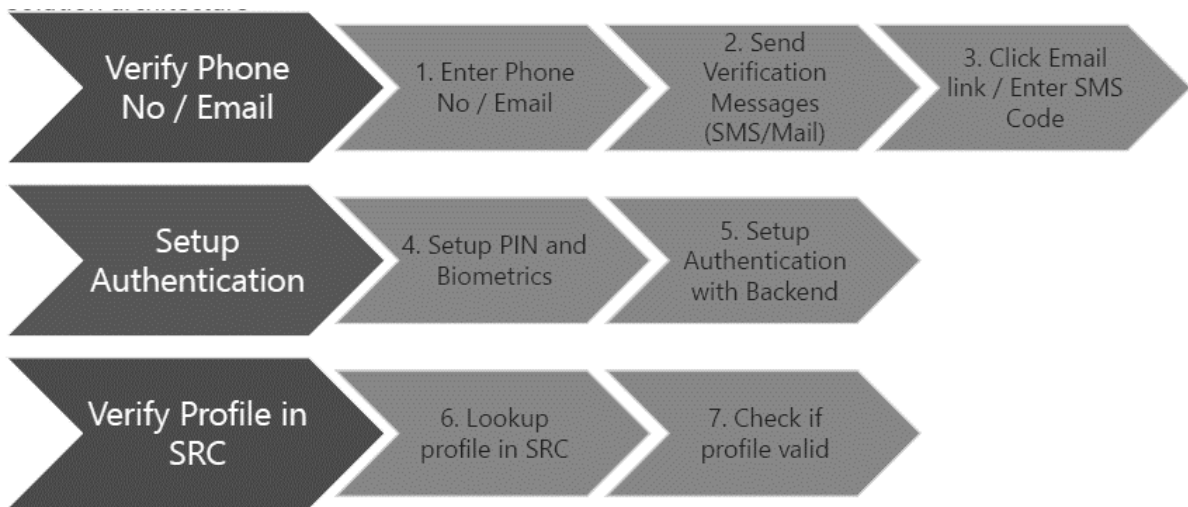 Verify Phone
No / Email
1. Enter Phone
No / Email
2. Send
Verification
Messages
(SMS/Mail)
3. Click Email
link / Enter SMS
Code
Setup
Authentication
4. Setup PIN and
Biometrics
5. Setup
Authentication
with Backend
Verify Profile in
SRC
6. Lookup
profile in SRC
7. Check if
profile valid